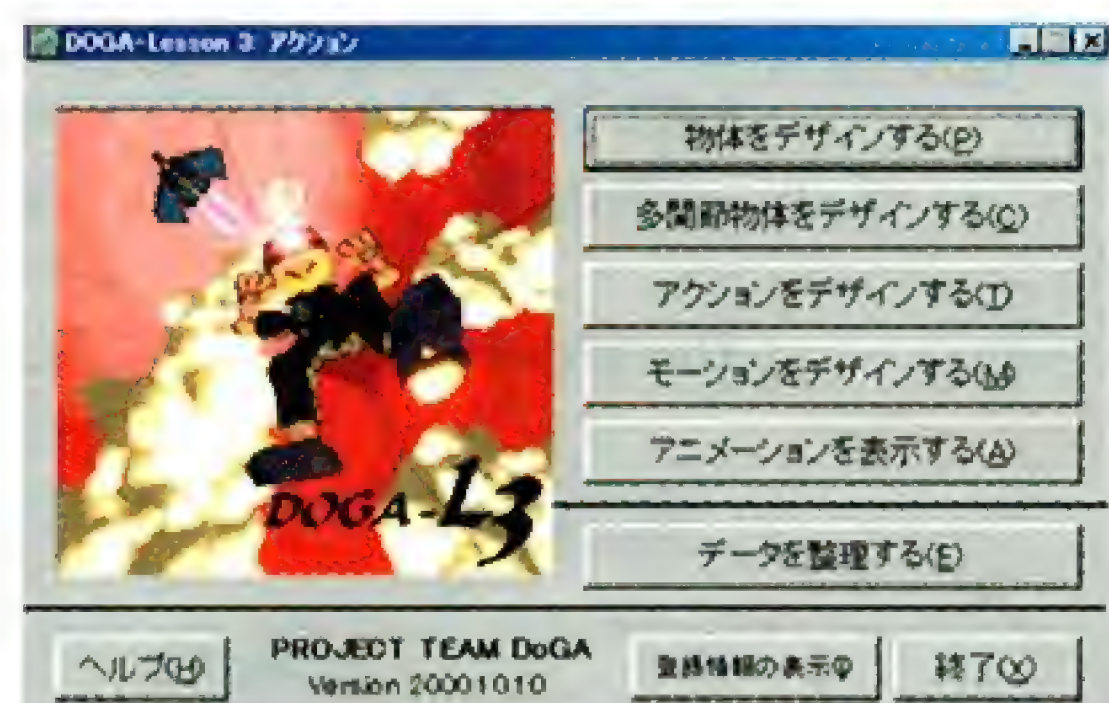 DOGA-Lesson 3 アクション
物体をデザインする(P)
多関節物体をデザインする(C)
アクションをデザインする(T)
モーションをデザインする(M)
アニメーションを表示する(A)
DOGA-L3
データを整理する(E)
ヘルプ(H)
PROJECT TEAM DoGA
Version 20001010
登録情報の表示(I)
終了(X)